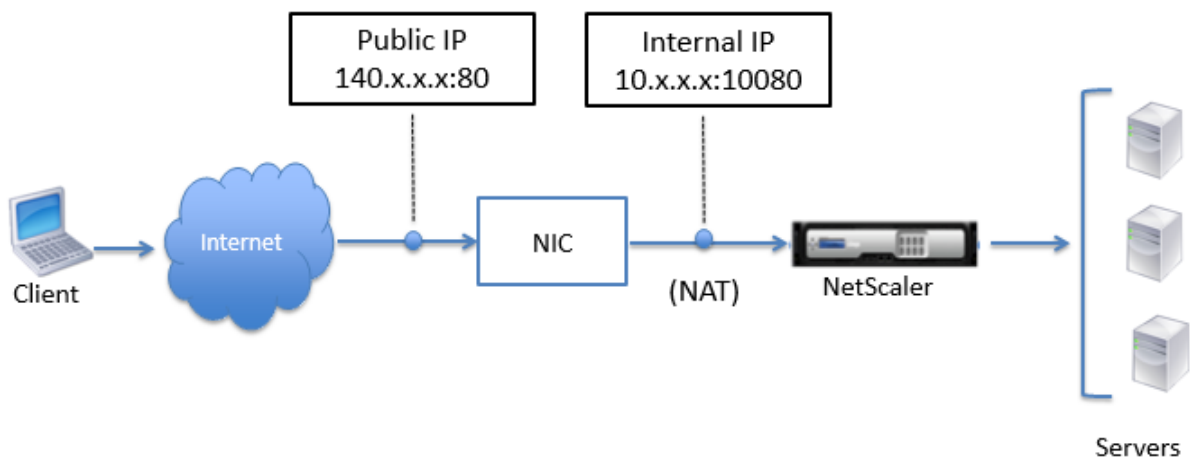 Public IP
140.x.x.x:80
Internal IP
10.x.x.x:10080
Internet
NIC
(NAT)
Client
NetScaler
Servers